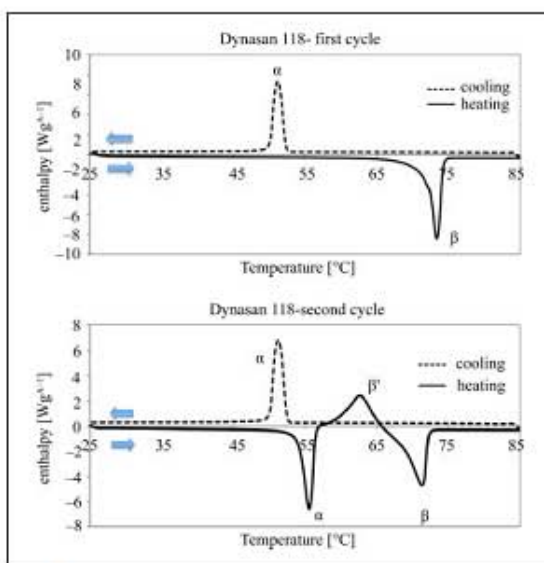 Dynasan 118- first cycle
10
8
6
4
2
–2
–4
–6
–8
–10
enthalpy [Wg^-1]
α
cooling
heating
25 35 45 55 65 75 85
β
Temperature [°C]
Dynasan 118-second cycle
8
6
4
2
0
–2
–4
–6
–8
enthalpy [Wg^-1]
α
cooling
heating
β'
25 35 45 55 65 75 85
α
β
Temperature [°C]